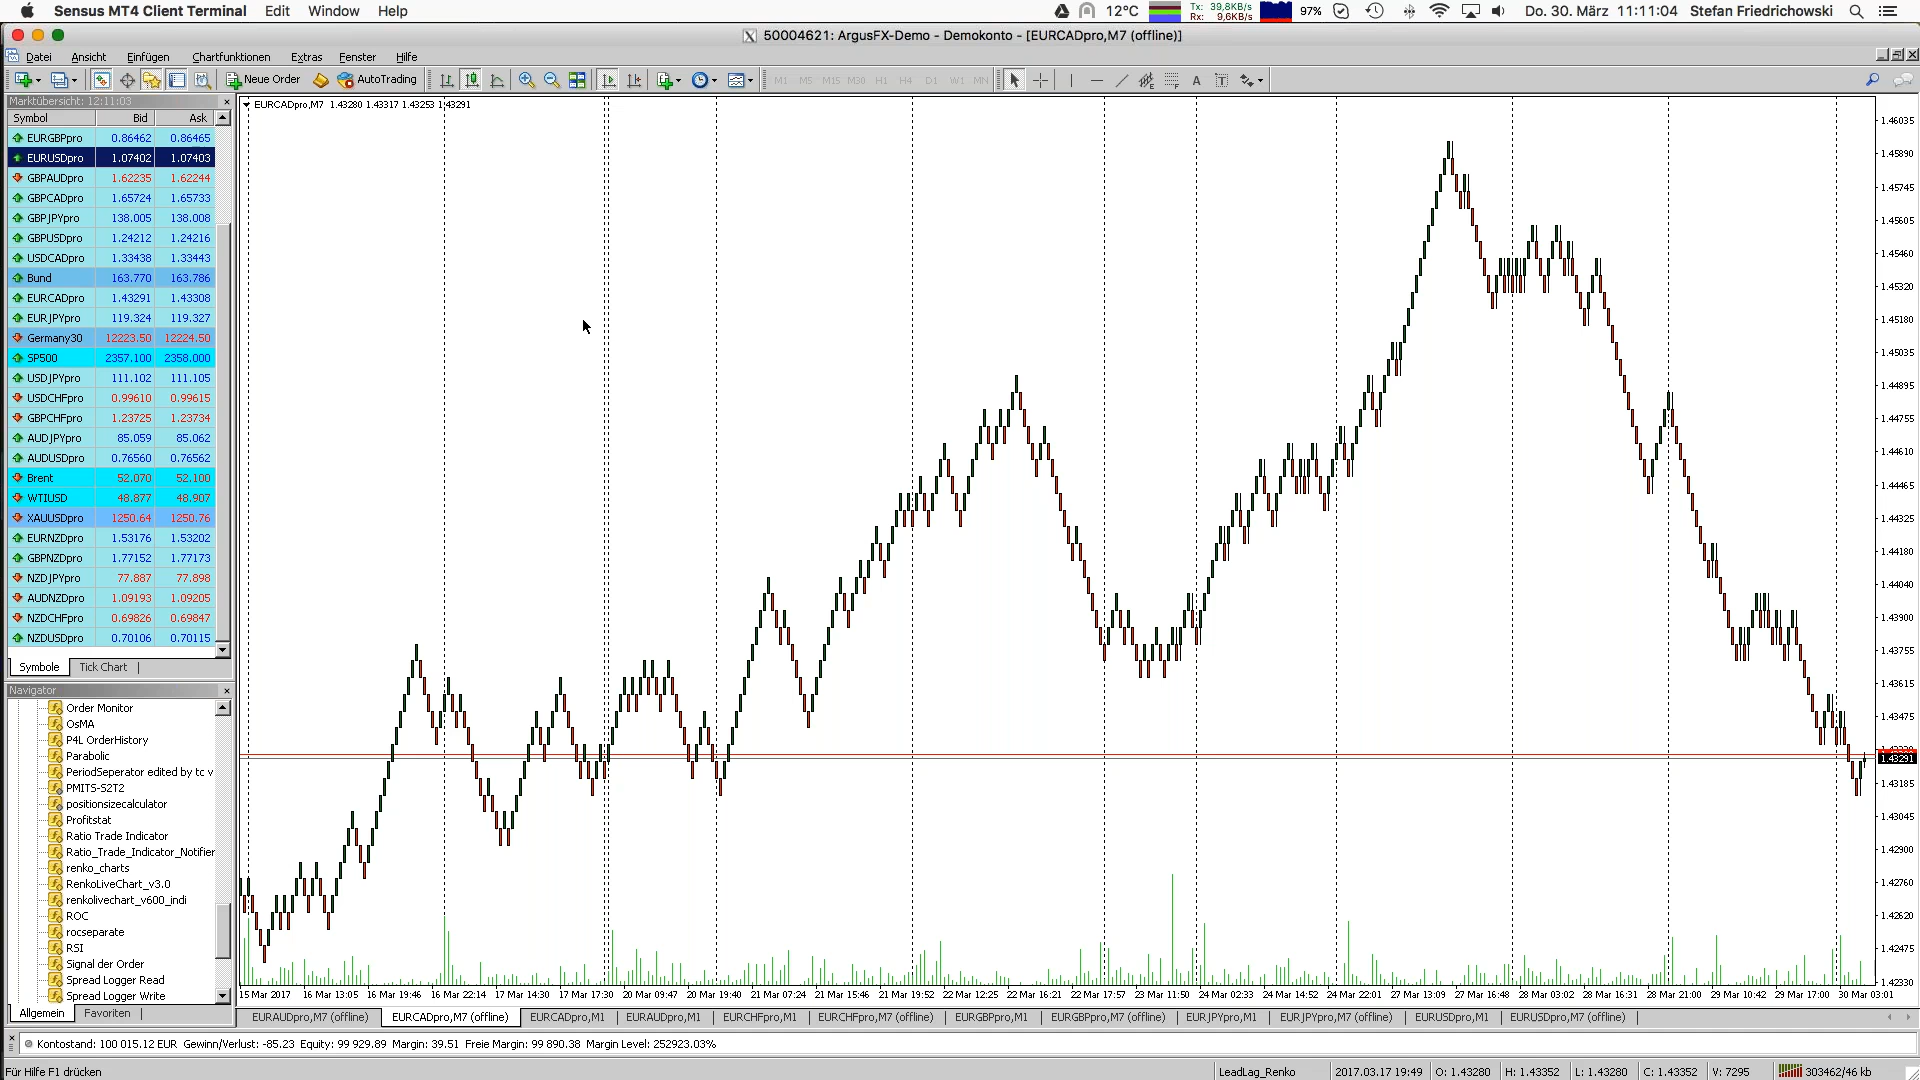 Sensus MT4 Client Terminal Edit Window Help
12°C Tx: 39,8KB/s Rx: 9,6KB/s 97% Do. 30. März 11:11:04 Stefan Friedrichowski
50004621: ArgusFX-Demo - Demokonto - [EURCADpro,M7 (offline)]
Datei Ansicht Einfügen Chartfunktionen Extras Fenster Hilfe
New Order AutoTrading M1 M5 M15 M30 H1 H4 D1 W1 MN A T
Marktübersicht: 12:11:03
Symbol Bid Ask
EURGBPpro 0.86462 0.86465
EURUSDpro 1.07402 1.07403
GBPAUDpro 1.62235 1.62244
GBPCADpro 1.65724 1.65733
GBPJPYpro 138.005 138.008
GBPUSDpro 1.24212 1.24216
USDCADpro 1.33438 1.33443
Bund 163.770 163.786
EURCADpro 1.43291 1.43308
EURJPYpro 119.324 119.327
Germany30 12223.50 12224.50
SP500 2357.100 2358.000
USDJPYpro 111.102 111.105
USDCHFpro 0.99610 0.99615
GBPCHFpro 1.23725 1.23734
AUDJPYpro 85.059 85.062
AUDUSDpro 0.76560 0.76562
Brent 52.070 52.100
WTIUSD 48.877 48.907
XAUUSDpro 1250.64 1250.76
EURNZDpro 1.53176 1.53202
GBPNZDpro 1.77152 1.77173
NZDJPYpro 77.887 77.898
AUDNZDpro 1.09193 1.09205
NZDCHFpro 0.69826 0.69847
NZDUSDpro 0.70106 0.70115
Symbole Tick Chart
Navigator
Order Monitor
OsMA
P4L OrderHistory
Parabolic
PeriodSeperator edited by tc v
PMITS-S2T2
positionsizecalculator
Profitstat
Ratio Trade Indicator
Ratio_Trade_Indicator_Notifier
renko_charts
RenkoLiveChart_v3.0
renkolivechart_v600_indi
ROC
rocseparate
RSI
Signal der Order
Spread Logger Read
Spread Logger Write
Allgemein Favoriten
EURCADpro,M7 1.43280 1.43317 1.43253 1.43291
1.46035
1.45890
1.45745
1.45605
1.45460
1.45320
1.45180
1.45035
1.44895
1.44755
1.44610
1.44465
1.44325
1.44180
1.44040
1.43900
1.43755
1.43615
1.43475
1.43291
1.43185
1.43045
1.42900
1.42760
1.42620
1.42475
1.42330
15 Mar 2017 16 Mar 13:05 16 Mar 19:46 16 Mar 22:14 17 Mar 14:30 17 Mar 17:30 20 Mar 09:47 20 Mar 19:40 21 Mar 07:24 21 Mar 15:46 21 Mar 19:52 22 Mar 12:25 22 Mar 16:21 22 Mar 17:57 23 Mar 11:50 24 Mar 02:33 24 Mar 14:52 24 Mar 22:01 27 Mar 13:09 27 Mar 16:48 28 Mar 03:02 28 Mar 16:31 28 Mar 21:00 29 Mar 10:42 29 Mar 17:00 30 Mar 03:01
EURAUDpro,M7 (offline) EURCADpro,M7 (offline) EURCADpro,M1 EURAUDpro,M1 EURCHFpro,M1 EURCHFpro,M7 (offline) EURGBPpro,M1 EURGBPpro,M7 (offline) EURJPYpro,M1 EURJPYpro,M7 (offline) EURUSDpro,M1 EURUSDpro,M7 (offline)
Kontostand: 100 015.12 EUR Gewinn/Verlust: -85.23 Equity: 99 929.89 Margin: 39.51 Freie Margin: 99 890.38 Margin Level: 252923.03%
Für Hilfe F1 drücken LeadLag_Renko 2017.03.17 19:49 O: 1.43280 H: 1.43352 L: 1.43280 C: 1.43352 V: 7295 303462/46 kb